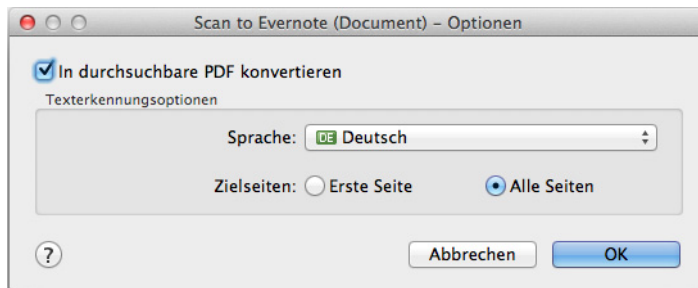 Scan to Evernote (Document) – Optionen
In durchsuchbare PDF konvertieren
Texterkennungsoptionen
Sprache: DE Deutsch
Zielseiten: Erste Seite Alle Seiten
? Abbrechen OK